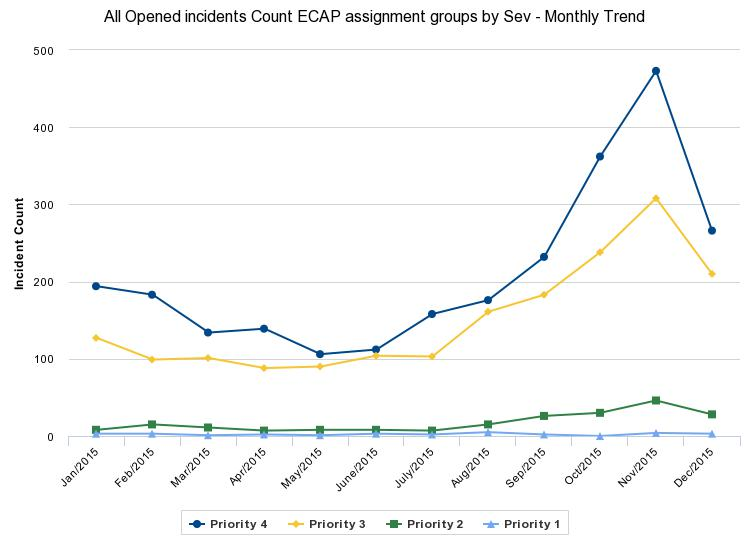 All Opened incidents Count ECAP assignment groups by Sev - Monthly Trend
500
400
300
200
100
0
Incident Count
Jan/2015
Feb/2015
Mar/2015
Apr/2015
May/2015
June/2015
July/2015
Aug/2015
Sep/2015
Oct/2015
Nov/2015
Dec/2015
Priority 4 Priority 3 Priority 2 Priority 1